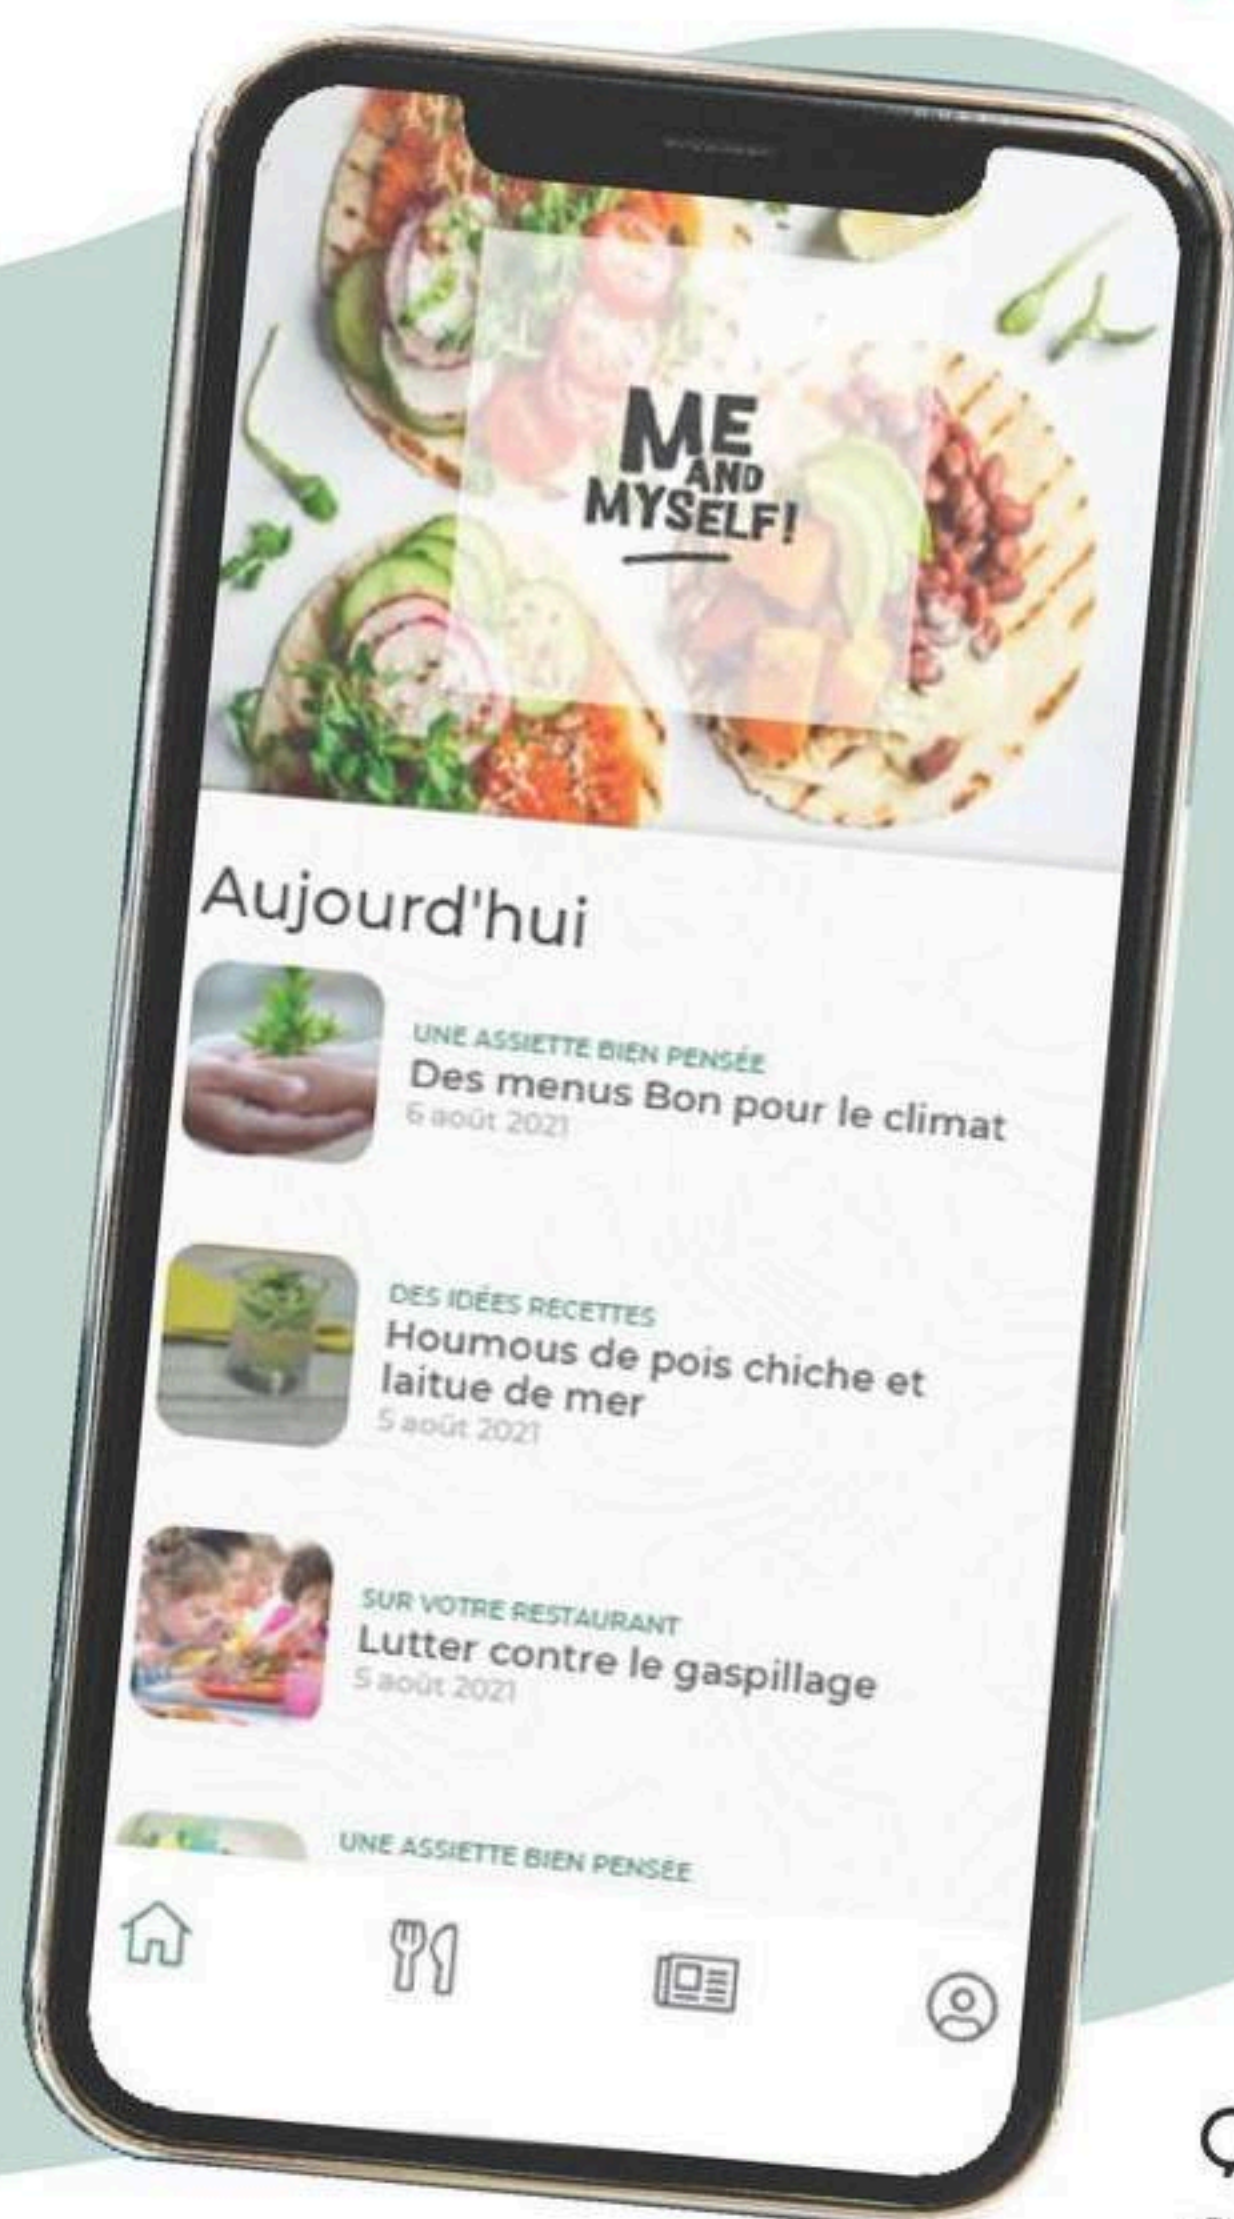 ME
AND
MYSELF!
Aujourd'hui
UNE ASSIETTE BIEN PENSÉE
Des menus Bon pour le climat
6 août 2021
DES IDÉES RECETTES
Houmous de pois chiche et
laitue de mer
5 août 2021
SUR VOTRE RESTAURANT
Lutter contre le gaspillage
5 août 2021
UNE ASSIETTE BIEN PENSÉE